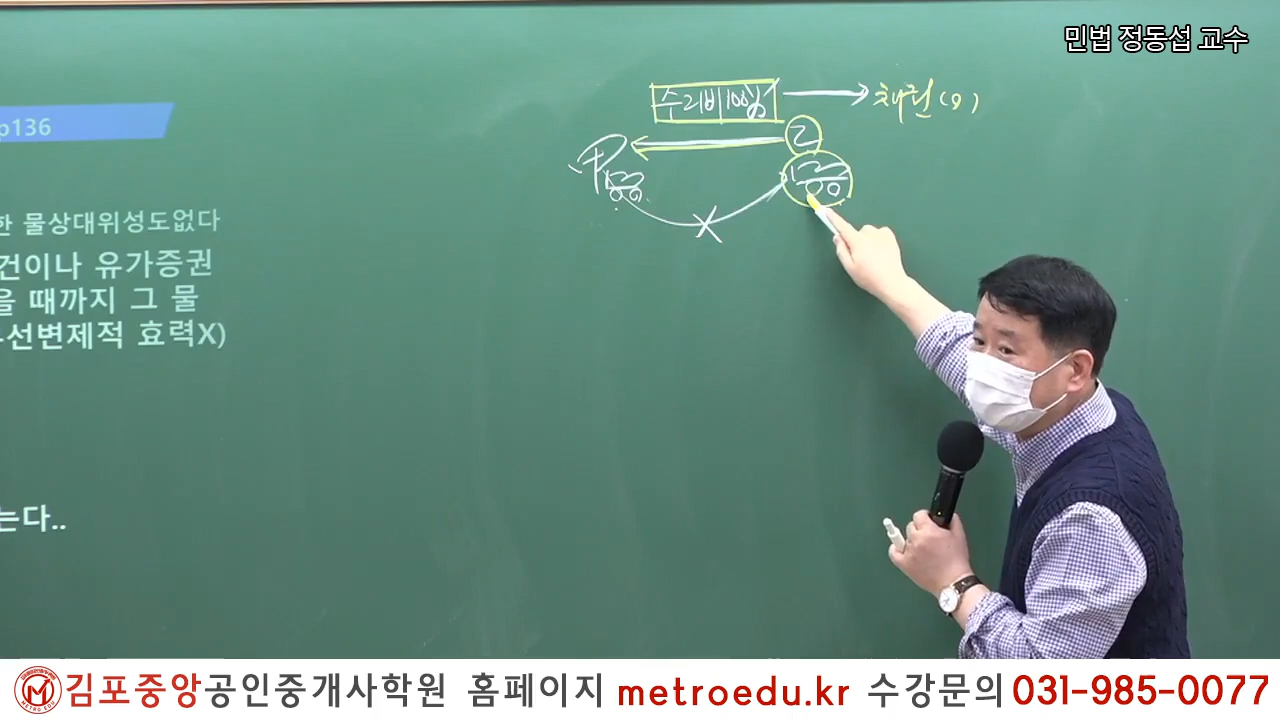 민법 정동섭 교수
수리비100만
채권(O)
p136
乙
甲
X
한 물상대위성도없다
건이나 유가증권
을 때까지 그 물
우선변제적 효력X)
는다..
METRO EDU
김포중앙공인중개사학원 홈페이지 metroedu.kr 수강문의 031-985-0077